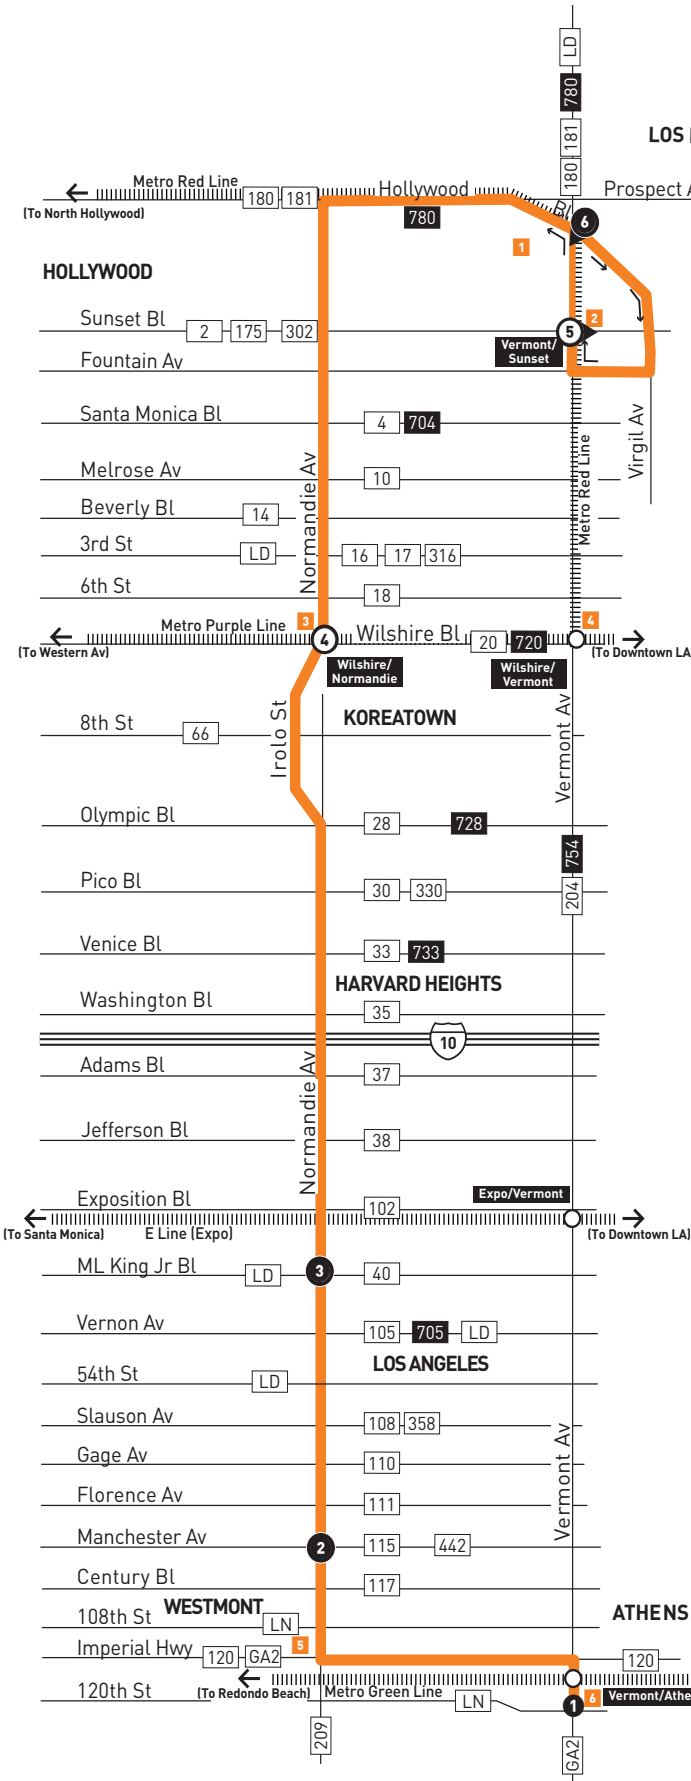 LD
780
181
180
LOS
Metro Red Line
180 181
Hollywood
Bl
Prospect A
(To North Hollywood)
780
6
1
HOLLYWOOD
Sunset Bl
2 175 302
5
2
Vermont/
Sunset
Fountain Av
Santa Monica Bl
4 704
Virgil Av
Metro Red Line
Melrose Av
10
Normandie Av
Beverly Bl
14
3rd St
LD
16 17 316
6th St
18
Metro Purple Line
3
4
Wilshire Bl
20 720
4
(To Western Av)
(To Downtown LA
Wilshire/
Normandie
Wilshire/
Vermont
Irolo St
KOREATOWN
8th St
66
Vermont Av
Olympic Bl
28 728
754
204
Pico Bl
30 330
Venice Bl
33 733
HARVARD HEIGHTS
Washington Bl
35
10
Adams Bl
37
Normandie Av
Jefferson Bl
38
Exposition Bl
102
Expo/Vermont
(To Santa Monica)
E Line (Expo)
(To Downtown LA)
ML King Jr Bl
LD
3
40
Vernon Av
105 705 LD
LOS ANGELES
54th St
LD
Slauson Av
108 358
Gage Av
110
Vermont Av
Florence Av
111
Manchester Av
2
115 442
Century Bl
117
WESTMONT
108th St
LN
ATHENS
Imperial Hwy
120 GA2
5
120
120th St
(To Redondo Beach)
Metro Green Line
LN
1
6
Vermont/Athe
209
GA2